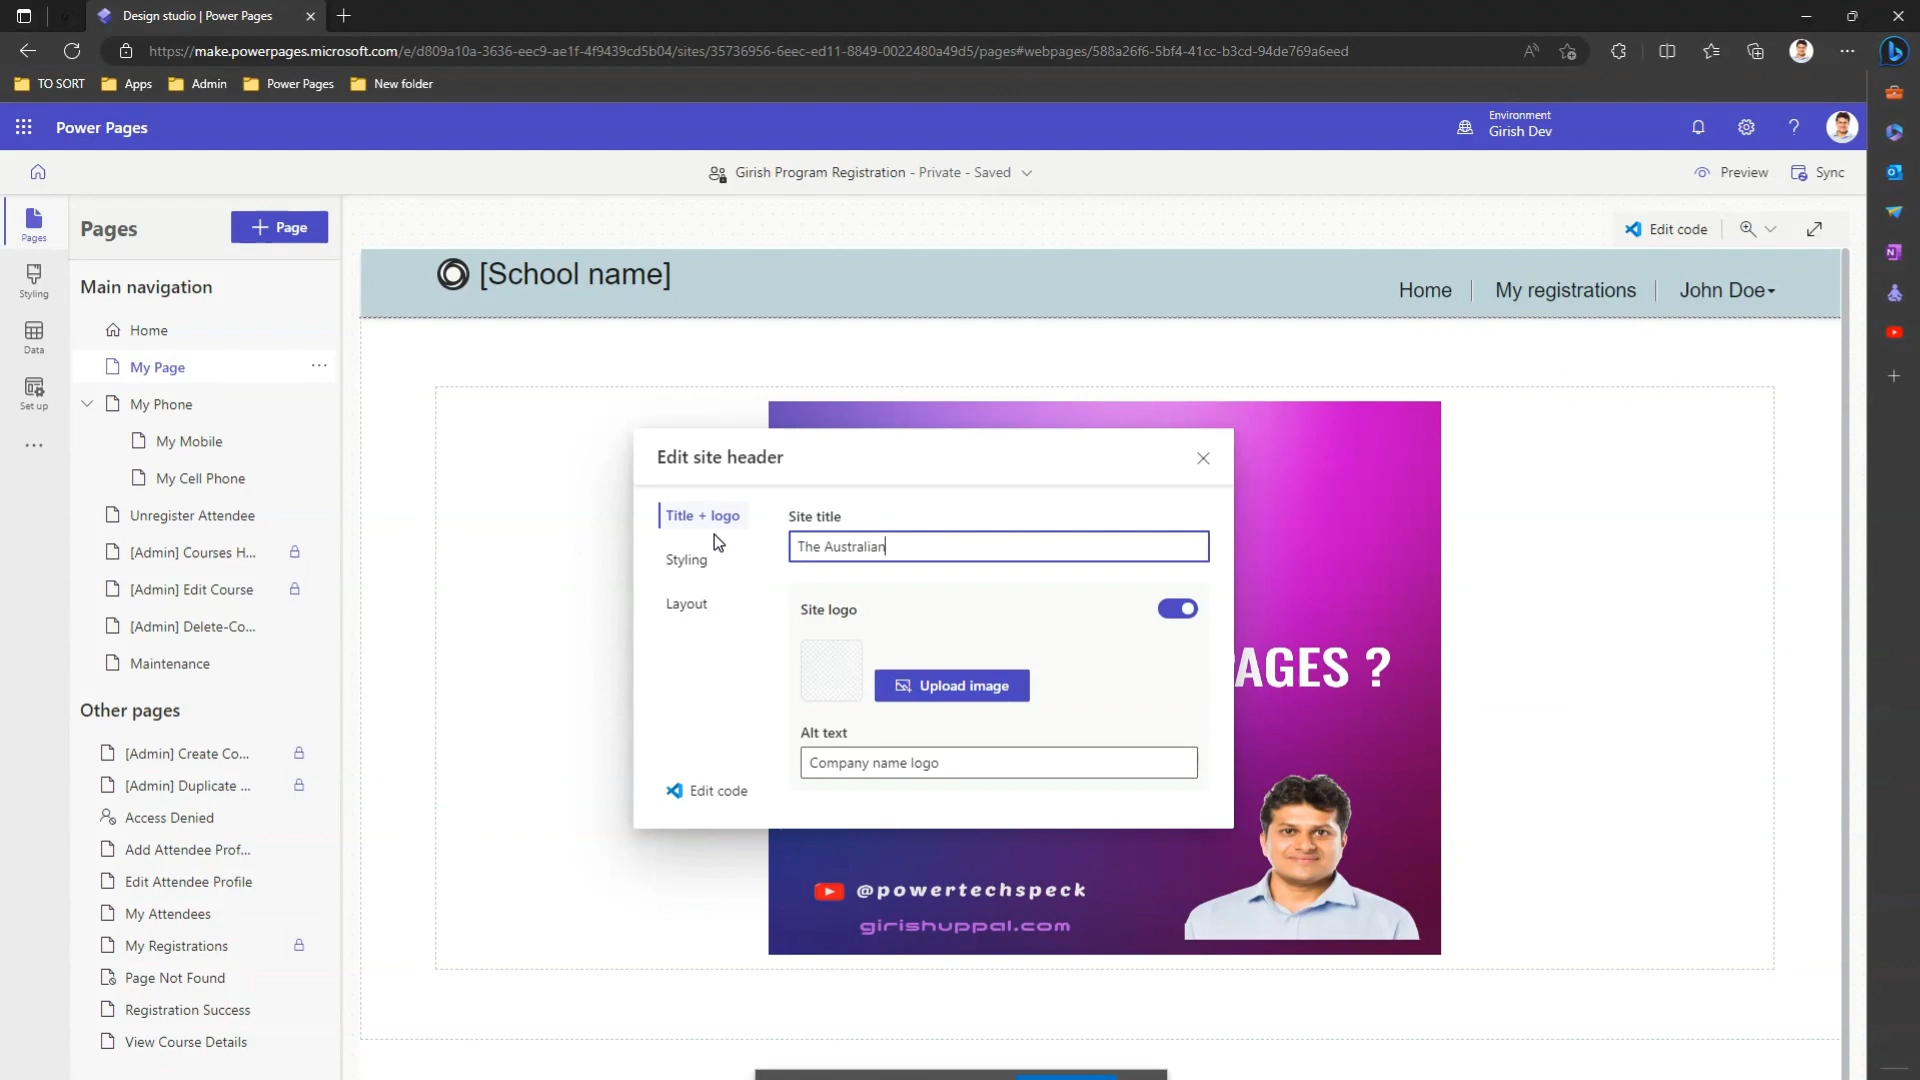 Design studio | Power Pages
https://make.powerpages.microsoft.com/e/d809a10a-3636-eec9-ae1f-4f9439cd5b04/sites/35736956-6eec-ed11-8849-0022480a49d5/pages#webpages/588a26f6-5bf4-41cc-b3cd-94de769a6eed
TO SORT
Apps
Admin
Power Pages
New folder
Power Pages
Environment
Girish Dev
Girish Program Registration - Private - Saved
Preview
Sync
Pages
Styling
Data
Set up
Pages
+ Page
Main navigation
Home
My Page
My Phone
My Mobile
My Cell Phone
Unregister Attendee
[Admin] Courses H...
[Admin] Edit Course
[Admin] Delete-Co...
Maintenance
Other pages
[Admin] Create Co...
[Admin] Duplicate ...
Access Denied
Add Attendee Prof...
Edit Attendee Profile
My Attendees
My Registrations
Page Not Found
Registration Success
View Course Details
Edit code
[School name]
Home
My registrations
John Doe
Edit site header
Title + logo
Styling
Layout
Edit code
Site title
The Australian
Site logo
Upload image
Alt text
Company name logo
AGES ?
@powertechspeck
girishuppal.com